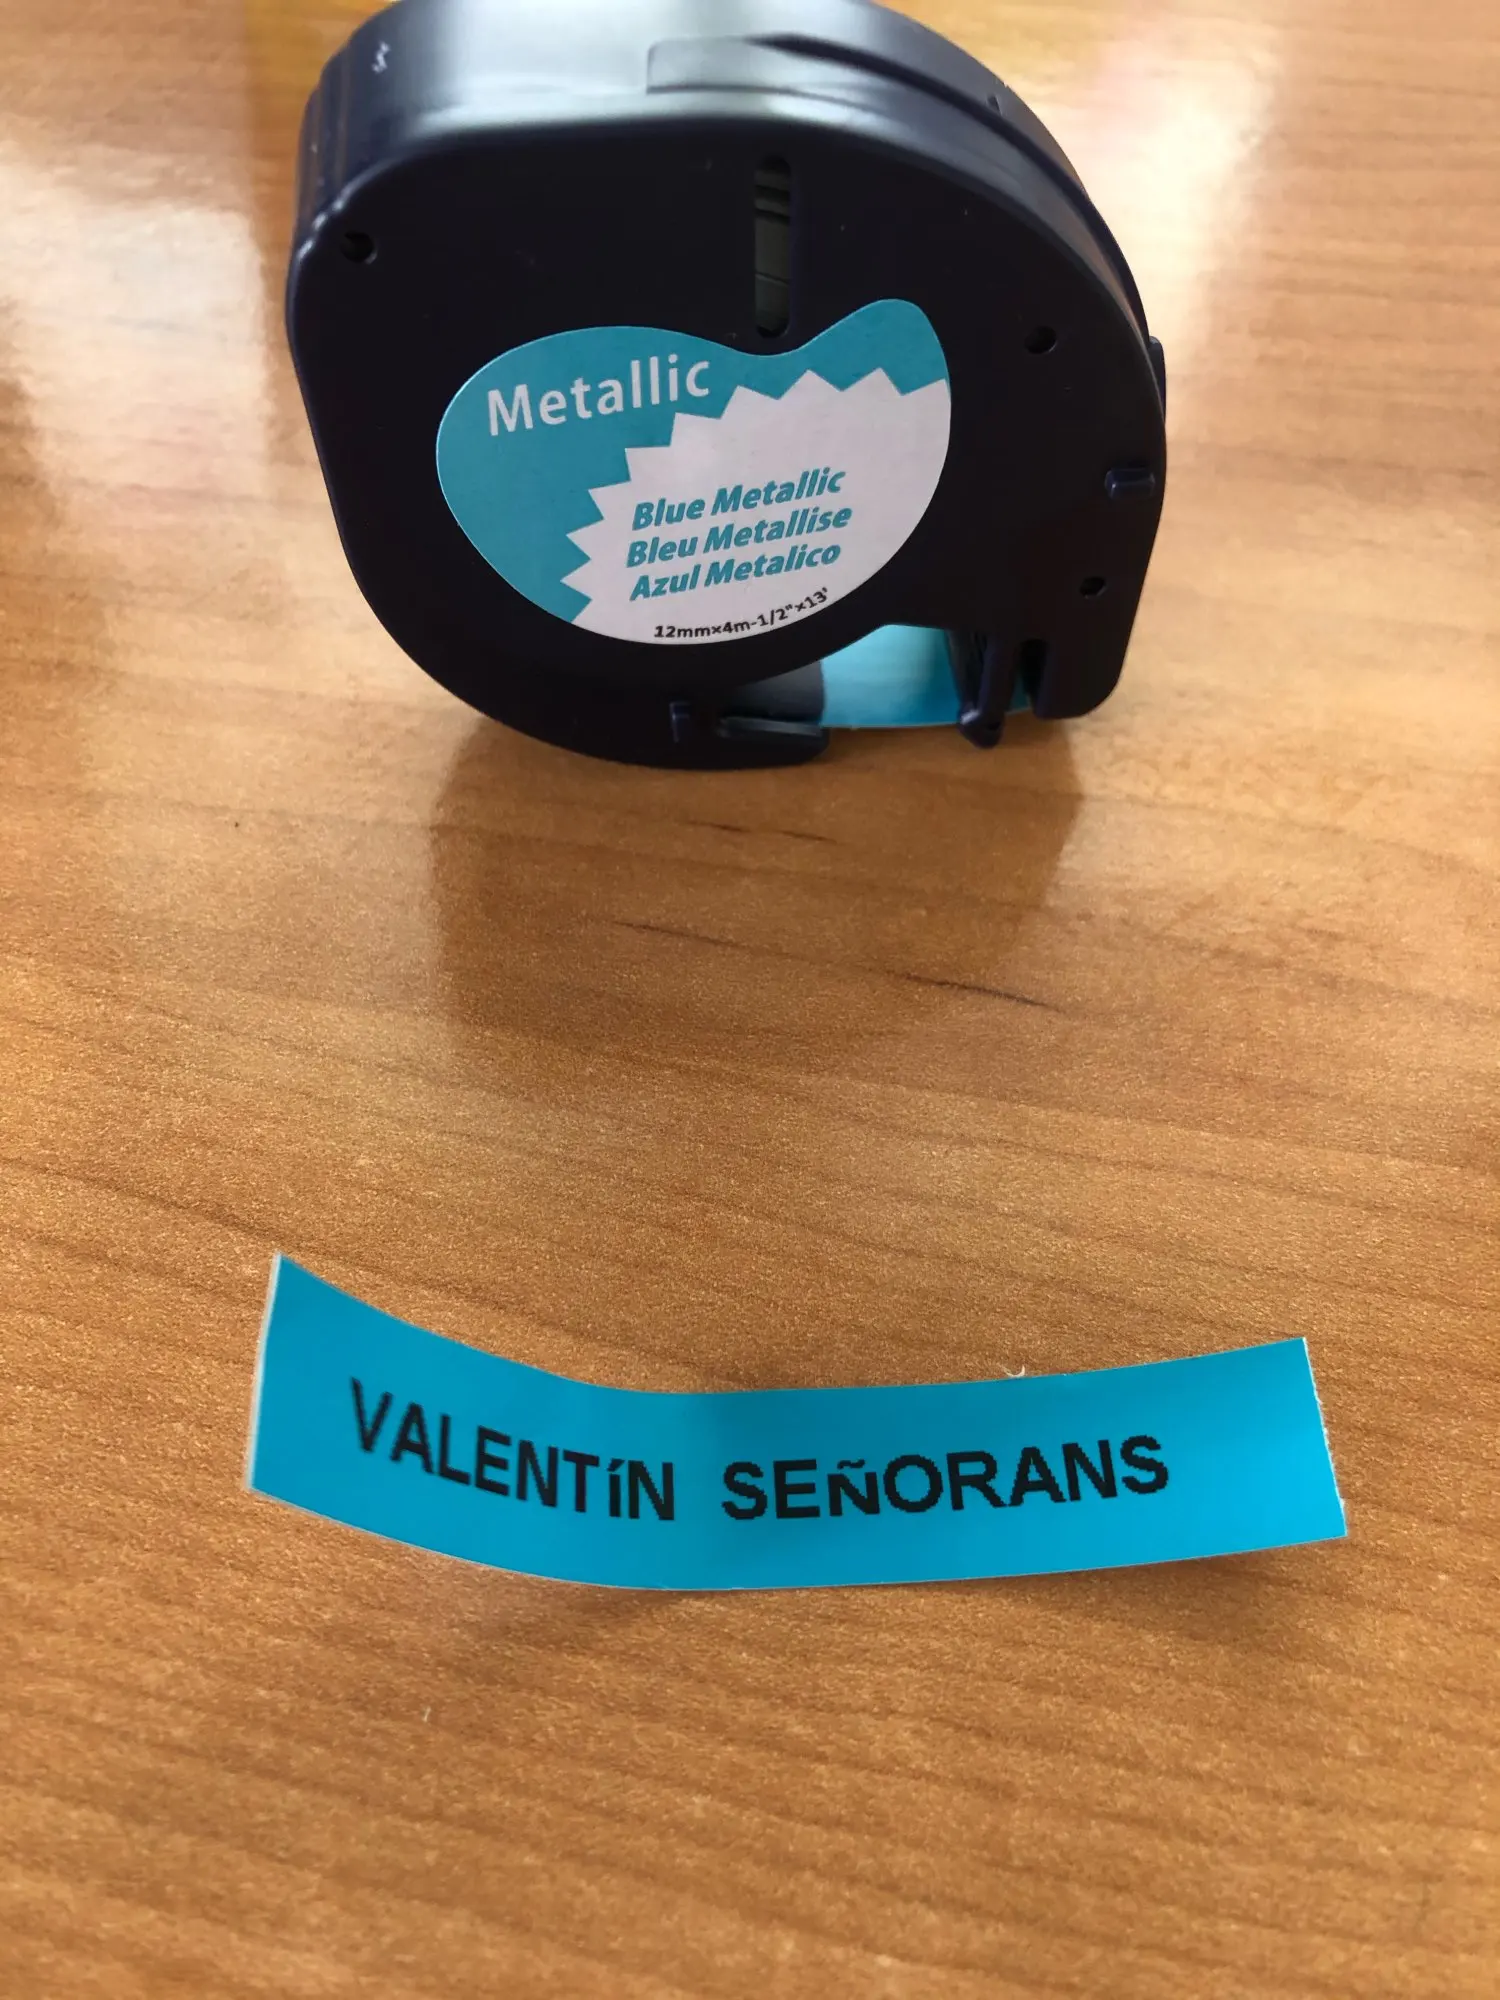 Metallic
Blue Metallic
Bleu Metallise
Azul Metalico
12mm×4m-1/2"×13'
VALENTíN SEñORANS